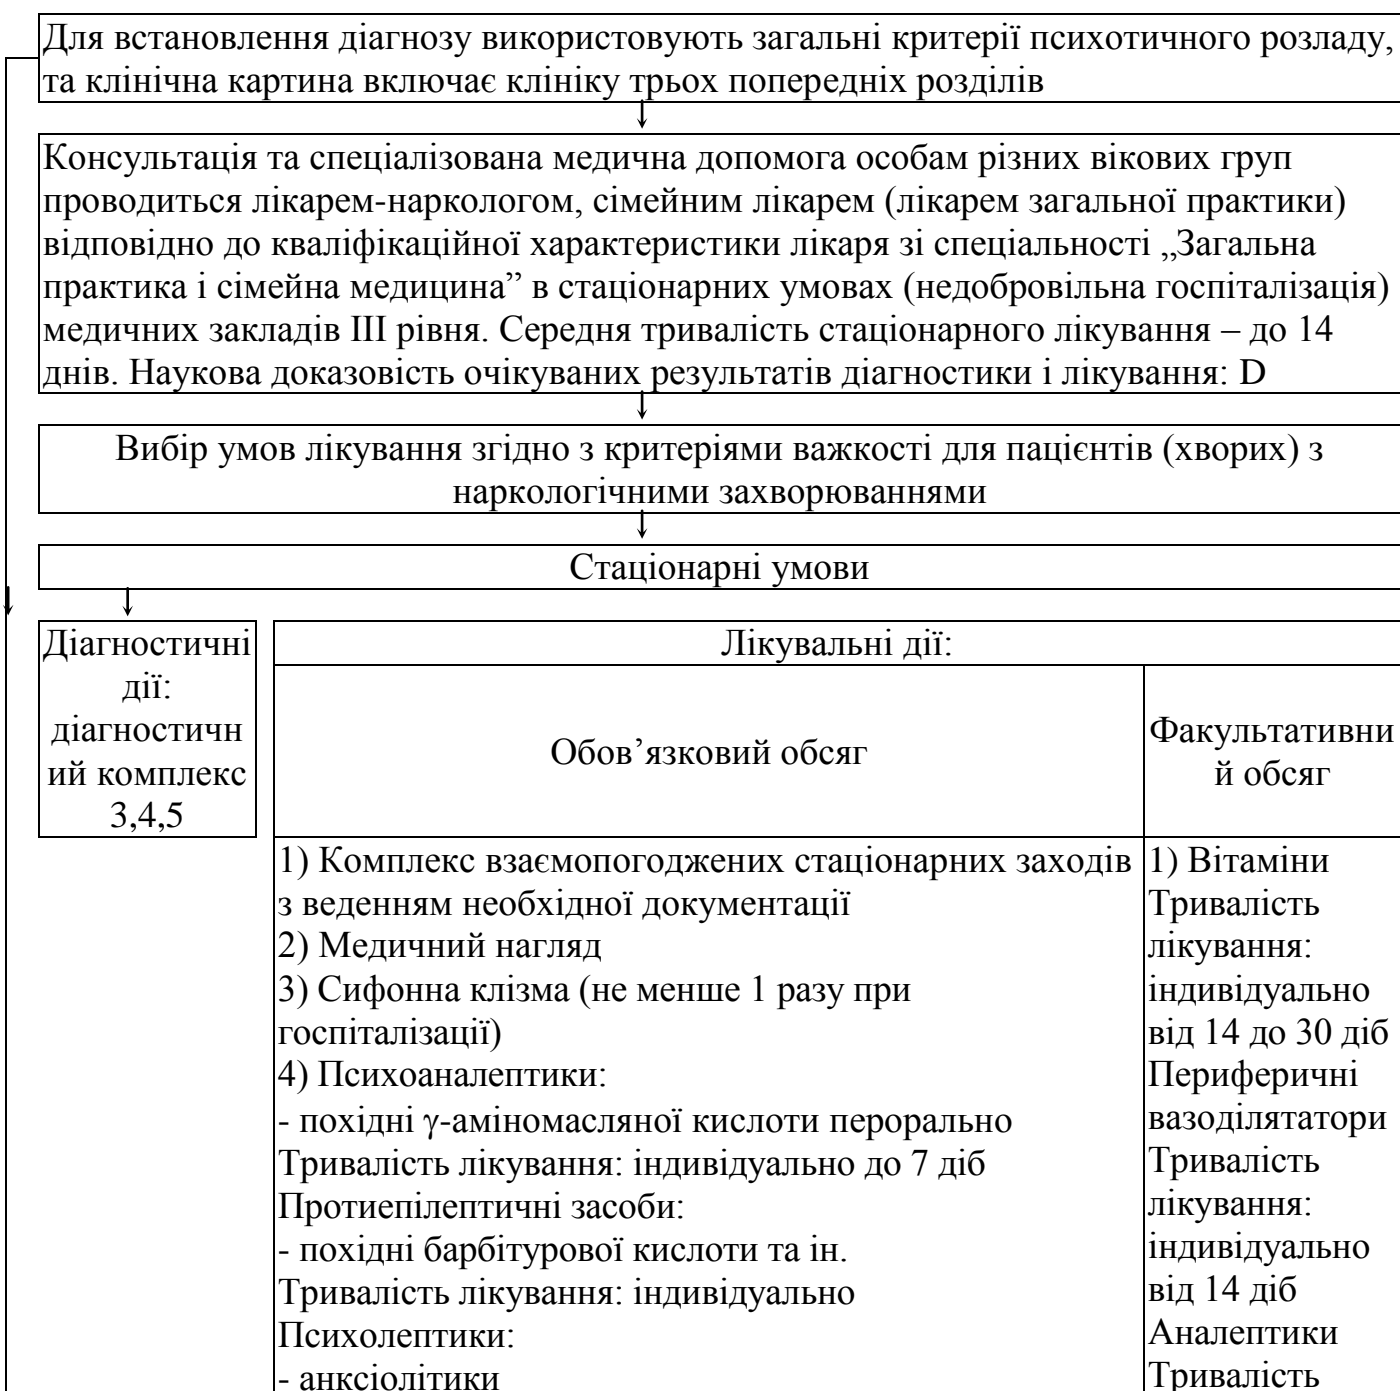 Для встановлення діагнозу використовують загальні критерії психотичного розладу,
та клінічна картина включає клініку трьох попередніх розділів
Консультація та спеціалізована медична допомога особам різних вікових груп
проводиться лікарем-наркологом, сімейним лікарем (лікарем загальної практики)
відповідно до кваліфікаційної характеристики лікаря зі спеціальності „Загальна
практика і сімейна медицина” в стаціонарних умовах (недобровільна госпіталізація)
медичних закладів III рівня. Середня тривалість стаціонарного лікування – до 14
днів. Наукова доказовість очікуваних результатів діагностики і лікування: D
Вибір умов лікування згідно з критеріями важкості для пацієнтів (хворих) з
наркологічними захворюваннями
Стаціонарні умови
Діагностичні
дії:
діагностичн
ий комплекс
3,4,5
Лікувальні дії:
Обов’язковий обсяг
Факультативни
й обсяг
1) Комплекс взаємопогоджених стаціонарних заходів
з веденням необхідної документації
2) Медичний нагляд
3) Сифонна клізма (не менше 1 разу при
госпіталізації)
4) Психоаналептики:
- похідні γ-аміномасляної кислоти перорально
Тривалість лікування: індивідуально до 7 діб
Протиепілептичні засоби:
- похідні барбітурової кислоти та ін.
Тривалість лікування: індивідуально
Психолептики:
- анксіолітики
1) Вітаміни
Тривалість
лікування:
індивідуально
від 14 до 30 діб
Периферичні
вазоділятатори
Тривалість
лікування:
індивідуально
від 14 діб
Аналептики
Тривалість